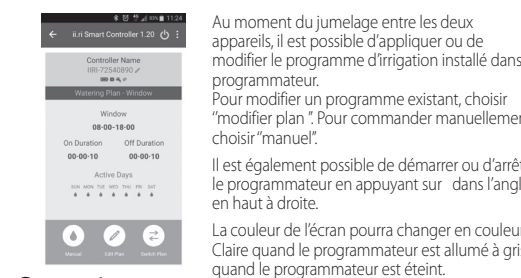 93% 11:24
ii.ri Smart Controller 1.20
Controller Name
IIRI-72540890
Watering Plan - Window
Window
08-00-18-00
On Duration Off Duration
00-00-10 00-00-10
Active Days
SUN MON TUE WED THU FRI SAT
Manual Edit Plan Switch Plan
Au moment du jumelage entre les deux
appareils, il est possible d'appliquer ou de
modifier le programme d'irrigation installé dans
programmateur.
Pour modifier un programme existant, choisir
"modifier plan ". Pour commander manuellemen
choisir "manuel".
Il est également possible de démarrer ou d'arrêt
le programmateur en appuyant sur dans l'angl
en haut à droite.
La couleur de l'écran pourra changer en couleur
Claire quand le programmateur est allumé à gri
quand le programmateur est éteint.